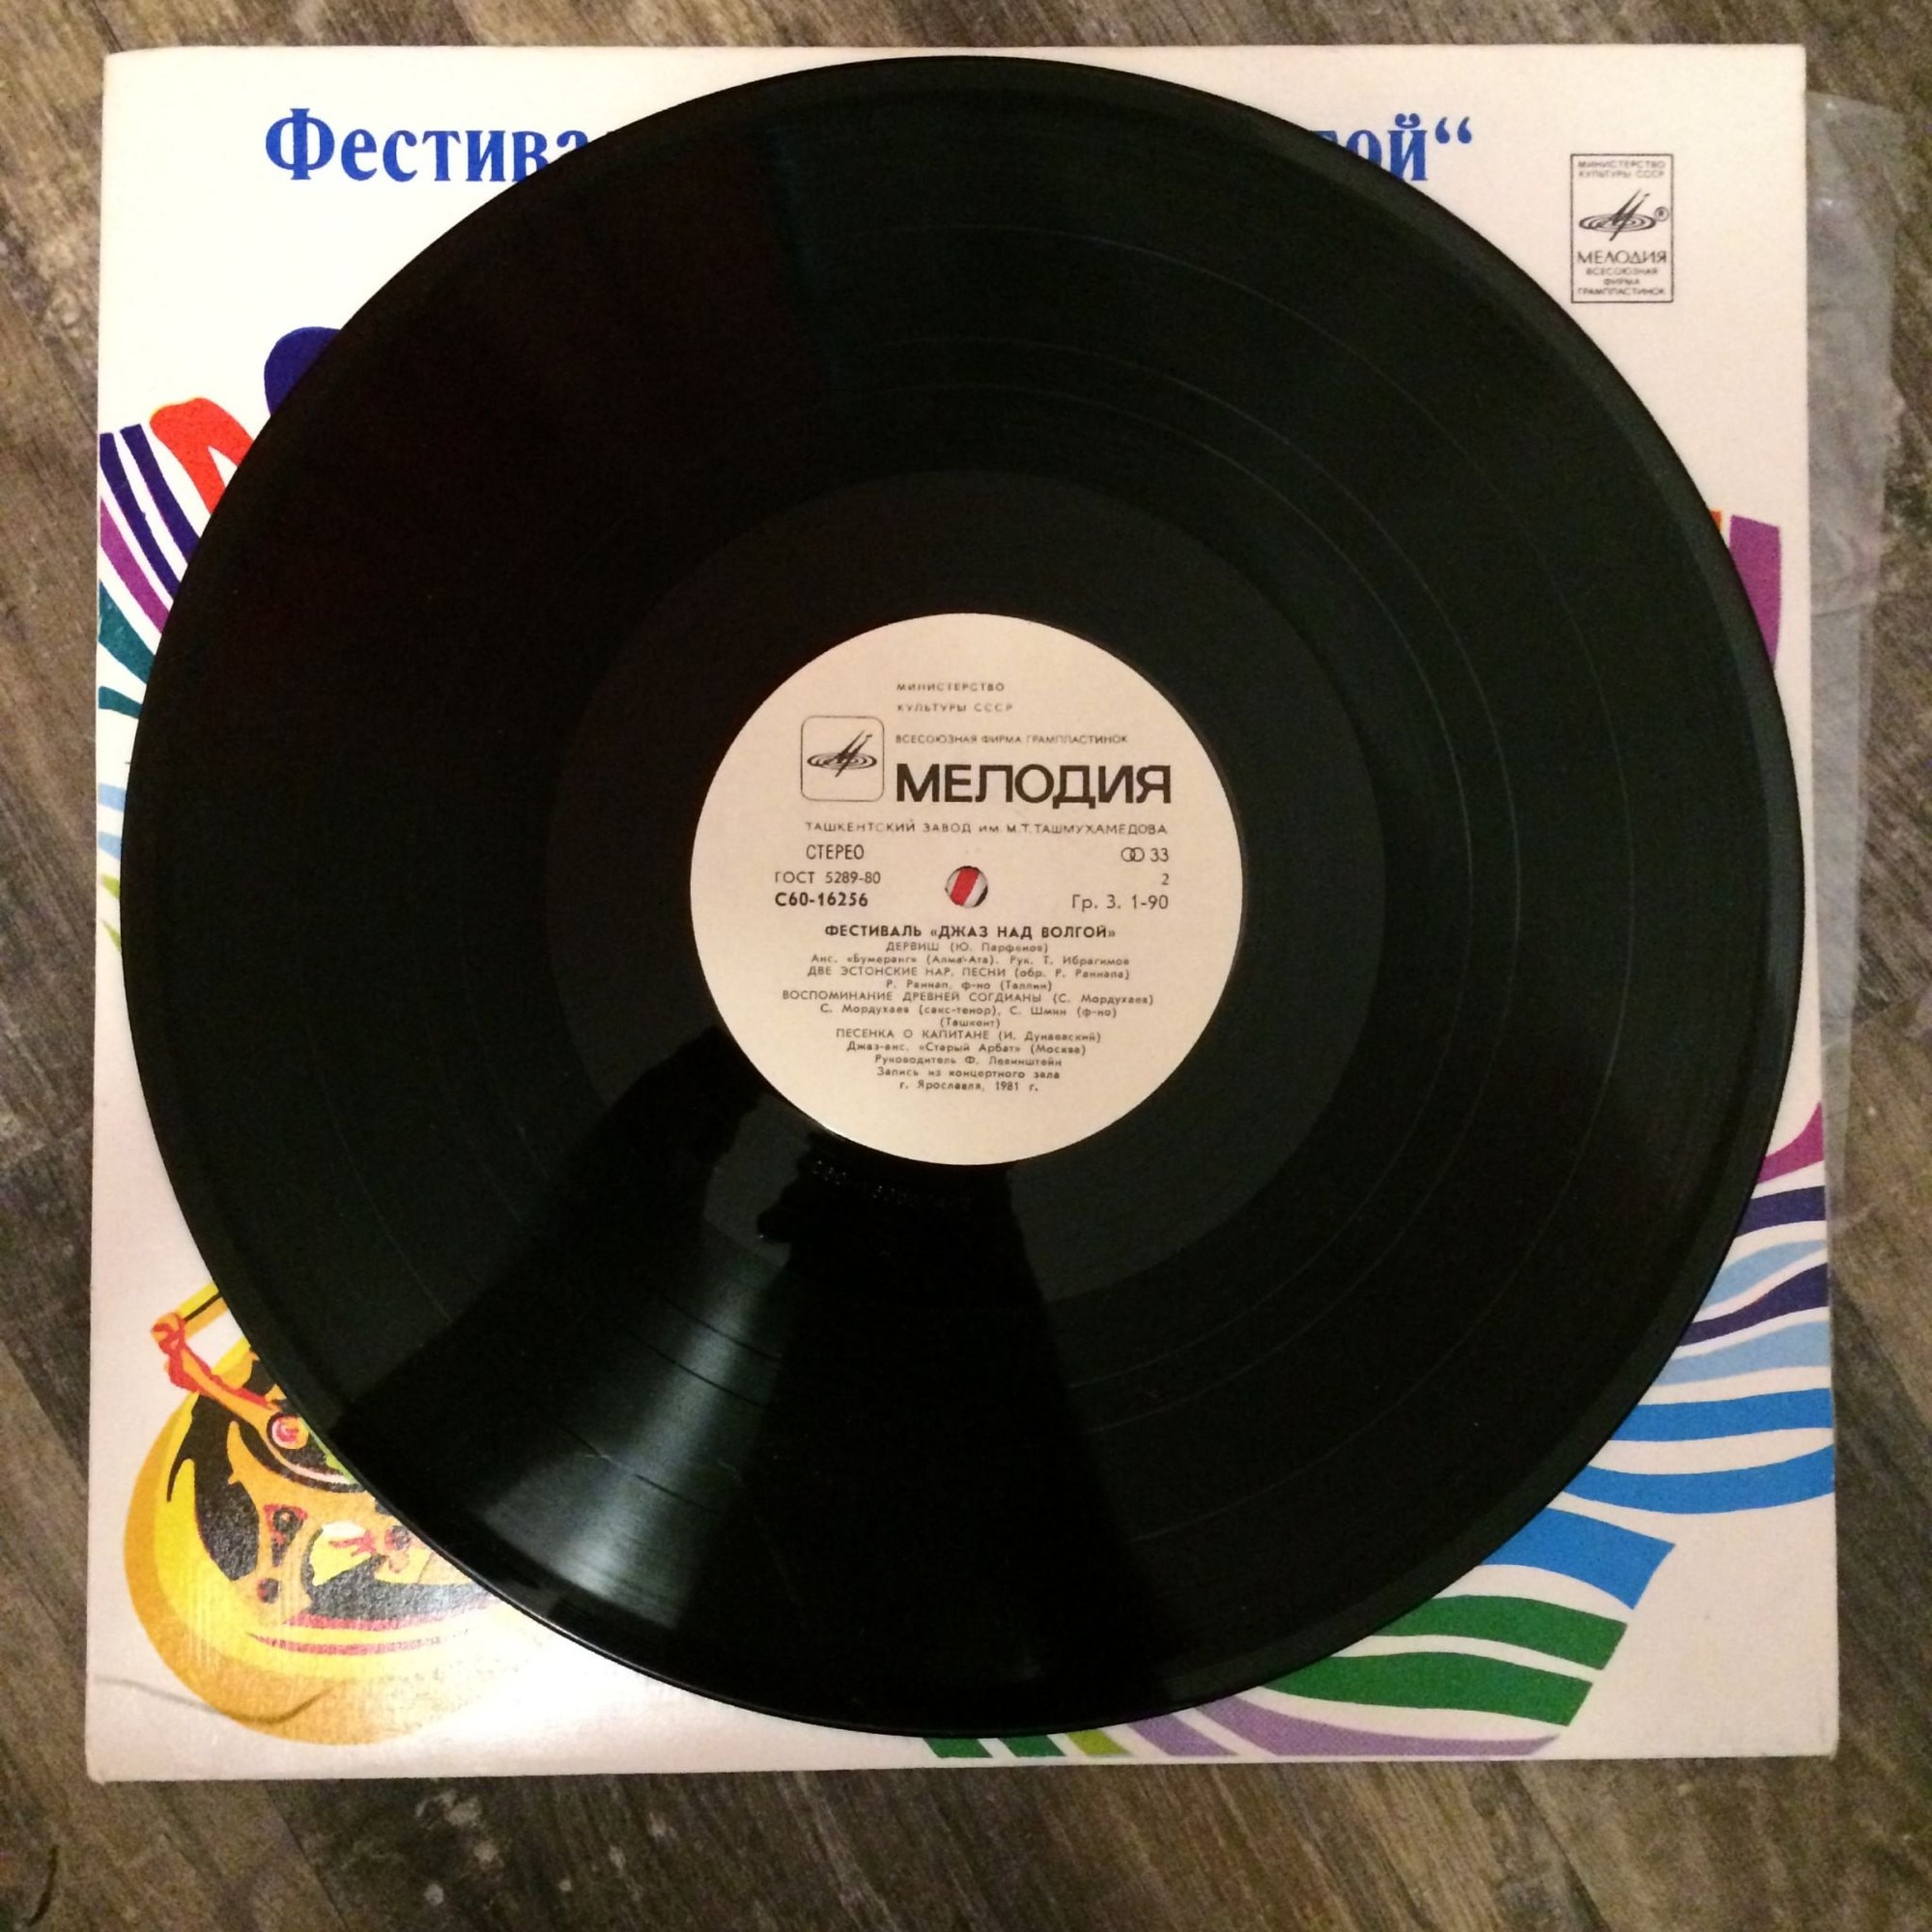 Фестива
ой“
МИНИСТЕРСТВО
КУЛЬТУРЫ СССР
МЕЛОДИЯ
ВСЕСОЮЗНАЯ
ФИРМА
ГРАМПЛАСТИНОК
МИНИСТЕРСТВО
КУЛЬТУРЫ СССР
ВСЕСОЮЗНАЯ ФИРМА ГРАМПЛАСТИНОК
МЕЛОДИЯ
ТАШКЕНТСКИЙ ЗАВОД им. М.Т.ТАШМУХАМЕДОВА
СТЕРЕО 33
ГОСТ 5289-80 2
С60-16256 Гр. 3. 1-90
ФЕСТИВАЛЬ «ДЖАЗ НАД ВОЛГОЙ»
ДЕРВИШ (Ю. Парфенов)
Анс. «Бумеранг» (Алма-Ата). Рук. Т. Ибрагимов
ДВЕ ЭСТОНСКИЕ НАР. ПЕСНИ (обр. Р. Раннапа)
Р. Раннап, ф-но (Таллин)
ВОСПОМИНАНИЕ ДРЕВНЕЙ СОГДИАНЫ (С. Мордухаев)
С. Мордухаев (сакс-тенор), С. Шмин (ф-но)
(Ташкент)
ПЕСЕНКА О КАПИТАНЕ (И. Дунаевский)
Джаз-анс. «Старый Арбат» (Москва)
Руководитель Ф. Левинштейн
Запись из концертного зала
г. Ярославля, 1981 г.